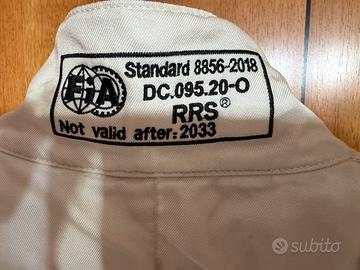 FiA
Standard 8856-2018
DC.095.20-O
RRS®
Not valid after: 2033
subito